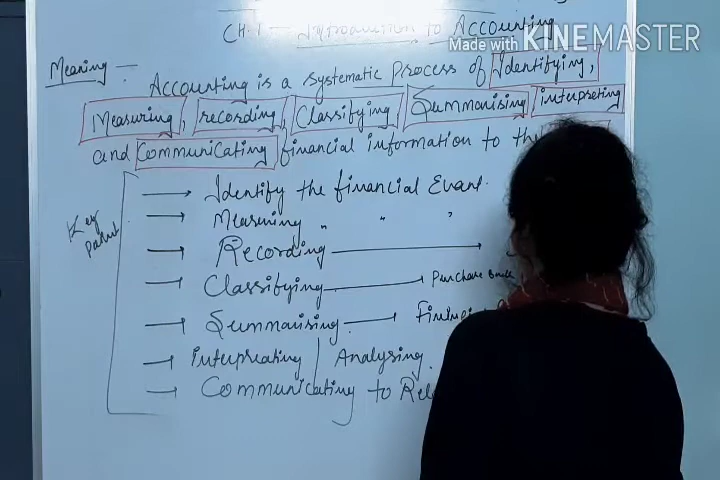 CH.1 - Introduction to Accounting
Made with KINEMASTER
Meaning :-
Accounting is a systematic Process of Identifying,
Measuring, recording, Classifying, Summarising, interpreting
and Communicating financial information to the
Key Point
→ Identify the financial Event.
→ Measuring " " "
→ Recording →
→ Classifying → Purchase Book
→ Summarising →
→ Interpreating | Analysing.
→ Communicating to